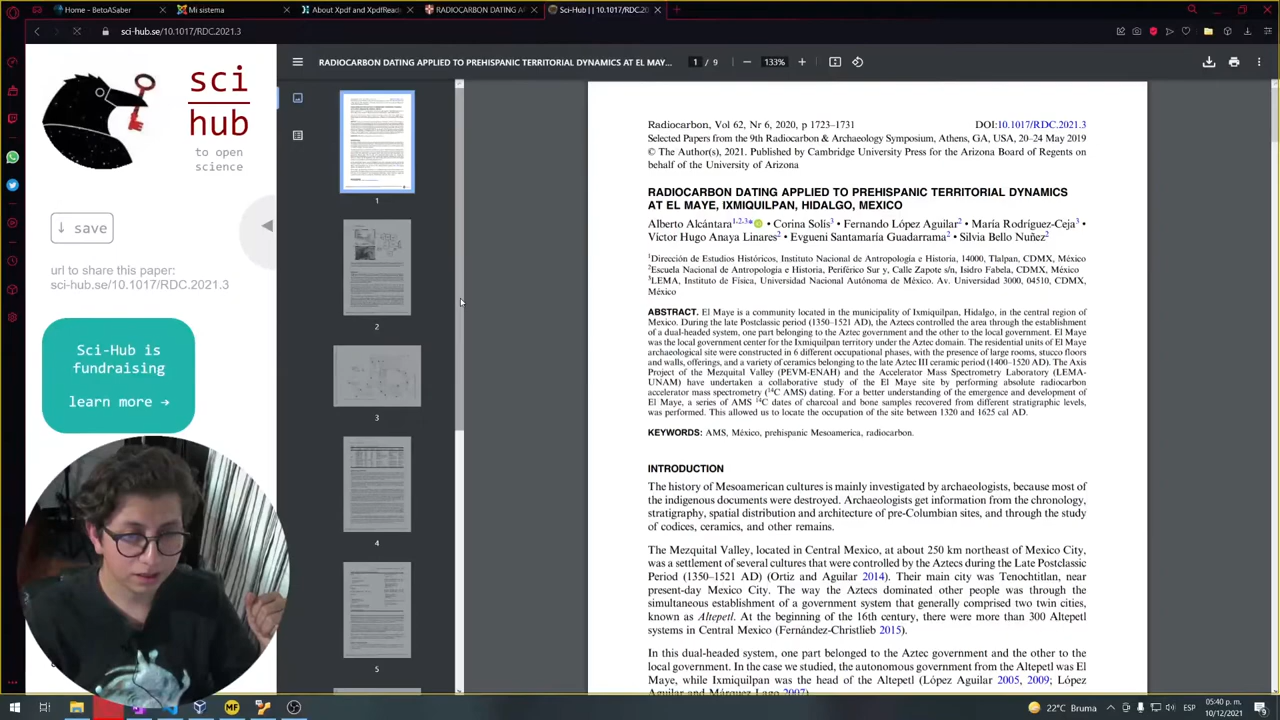 Home - BetoASaber
Mi sistema
About Xpdf and XpdfReade
RADIOCARBON DATING A
Sci-Hub | | 10.1017/RDC.20
sci-hub.se/10.1017/RDC.2021.3
sci
hub
to open
science
↓ save
url to share this paper:
sci-hub.se/10.1017/RDC.2021.3
Sci-Hub is
fundraising
learn more →
RADIOCARBON DATING APPLIED TO PREHISPANIC TERRITORIAL DYNAMICS AT EL MAYE...
1 / 9
133%
1
2
3
4
5
Radiocarbon, Vol 62, Nr 6, 2020, p 1723–1731 DOI:10.1017/RDC.2021.3
Selected Papers from the 9th Radiocarbon & Archaeology Symposium, Athens, GA, USA, 20–24 May, 2019
© The Author(s), 2021. Published by Cambridge University Press for the Arizona Board of Regents on
behalf of the University of Arizona
RADIOCARBON DATING APPLIED TO PREHISPANIC TERRITORIAL DYNAMICS
AT EL MAYE, IXMIQUILPAN, HIDALGO, MEXICO
Alberto Alcántara1,2,3* • Corina Solís3 • Fernando López Aguilar2 • María Rodríguez-Ceja3 •
Víctor Hugo Anaya Linares2 • Evgueni Santamaria Guadarrama2 • Silvia Bello Nuñez2
1Dirección de Estudios Históricos, Instituto Nacional de Antropología e Historia, 14000, Tlalpan, CDMX, México
2Escuela Nacional de Antropología e Historia, Periférico Sur y, Calle Zapote s/n, Isidro Fabela, CDMX, México
3LEMA, Instituto de Física, Universidad Nacional Autónoma de México. Av. Universidad 3000, 04510, CDMX,
México
ABSTRACT. El Maye is a community located in the municipality of Ixmiquilpan, Hidalgo, in the central region of
Mexico. During the late Postclassic period (1350–1521 AD), the Aztecs controlled the area through the establishment
of a dual-headed system, one part belonging to the Aztec government and the other to the local government. El Maye
was the local government center for the Ixmiquilpan territory under the Aztec domain. The residential units of El Maye
archaeological site were constructed in 6 different occupational phases, with the presence of large rooms, stucco floors
and walls, offerings, and a variety of ceramics belonging to the late Aztec III ceramic period (1400–1520 AD). The Axis
Project of the Mezquital Valley (PEVM-ENAH) and the Accelerator Mass Spectrometry Laboratory (LEMA-
UNAM) have undertaken a collaborative study of the El Maye site by performing absolute radiocarbon
accelerator mass spectrometry (14C AMS) dating. For a better understanding of the emergence and development of
El Maye, a series of AMS 14C dates of charcoal and bone samples recovered from different stratigraphic levels,
was performed. This allowed us to locate the occupation of the site between 1320 and 1625 cal AD.
KEYWORDS: AMS, México, prehispanic Mesoamerica, radiocarbon.
INTRODUCTION
The history of Mesoamerican cultures is mainly investigated by archaeologists, because most of
the indigenous documents were destroyed. Archaeologists get information from the chronology,
stratigraphy, spatial distribution and architecture of pre-Columbian sites, and through the study
of codices, ceramics, and other remains.
The Mezquital Valley, located in Central Mexico, at about 250 km northeast of Mexico City,
was a settlement of several cultures that were controlled by the Aztecs during the Late Postclassic
Period (1350–1521 AD) (Ortiz and Aguilar 2014). Their main city was Tenochtitlan, near
present-day Mexico City. The way the Aztecs dominated other people was through the
simultaneous establishment of a government system that generally comprised two twin cities,
known as Altepetl. At the beginning of the 16th century, there were more than 300 Altepetl
systems in Central Mexico (Fernández-Christlieb 2015).
In this dual-headed system, one part belonged to the Aztec government and the other to the
local government. In the case we studied, the autonomous government from the Altepetl was El
Maye, while Ixmiquilpan was the head of the Altepetl (López Aguilar 2005, 2009; López
Aguilar and Márquez Lago 2007).
MF
22°C Bruma
ESP
05:40 p. m.
10/12/2021
9